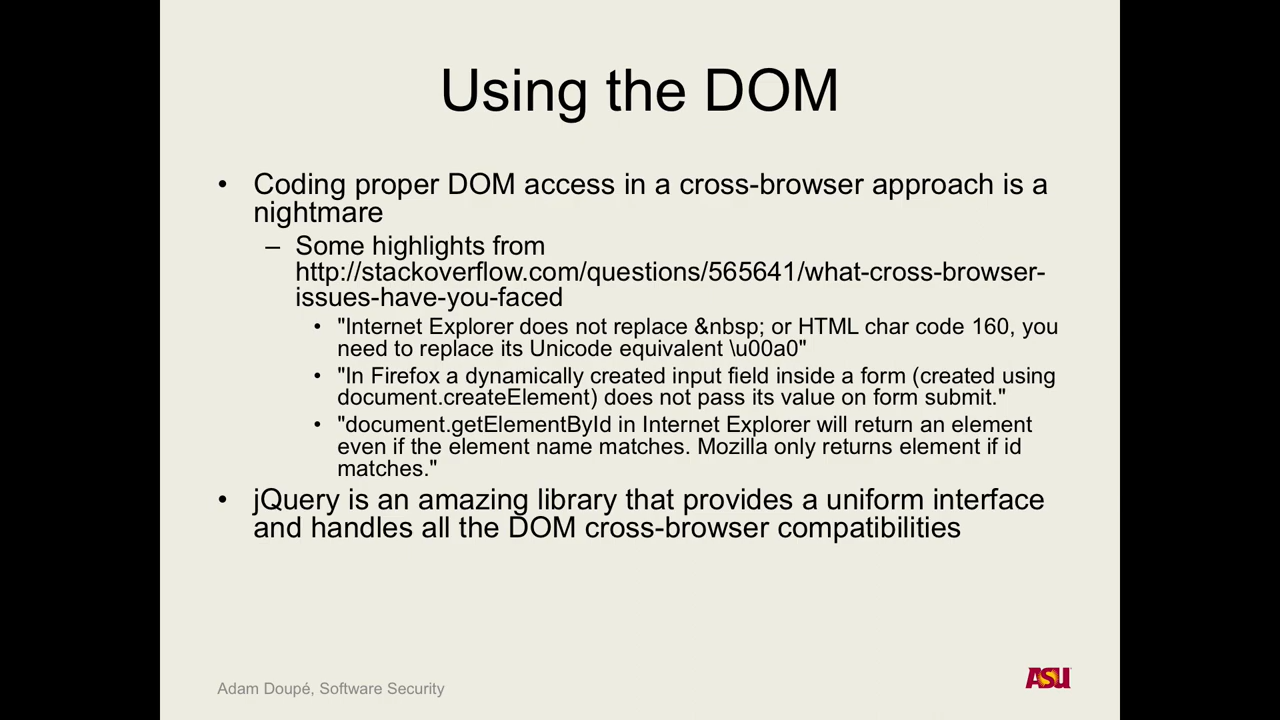 Using the DOM
• Coding proper DOM access in a cross-browser approach is a
nightmare
– Some highlights from
http://stackoverflow.com/questions/565641/what-cross-browser-
issues-have-you-faced
• "Internet Explorer does not replace &nbsp; or HTML char code 160, you
need to replace its Unicode equivalent \u00a0"
• "In Firefox a dynamically created input field inside a form (created using
document.createElement) does not pass its value on form submit."
• "document.getElementById in Internet Explorer will return an element
even if the element name matches. Mozilla only returns element if id
matches."
• jQuery is an amazing library that provides a uniform interface
and handles all the DOM cross-browser compatibilities
Adam Doupé, Software Security
ASU